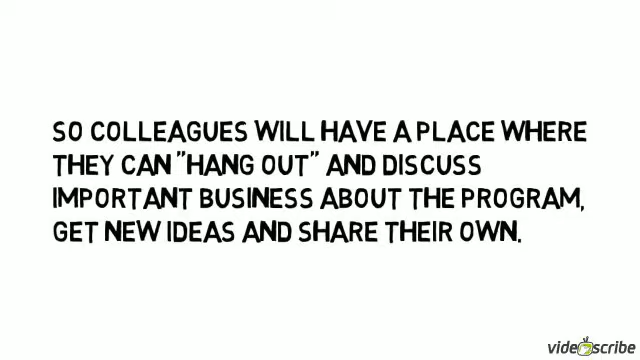 SO COLLEAGUES WILL HAVE A PLACE WHERE
THEY CAN "HANG OUT" AND DISCUSS
IMPORTANT BUSINESS ABOUT THE PROGRAM,
GET NEW IDEAS AND SHARE THEIR OWN.
videoscribe